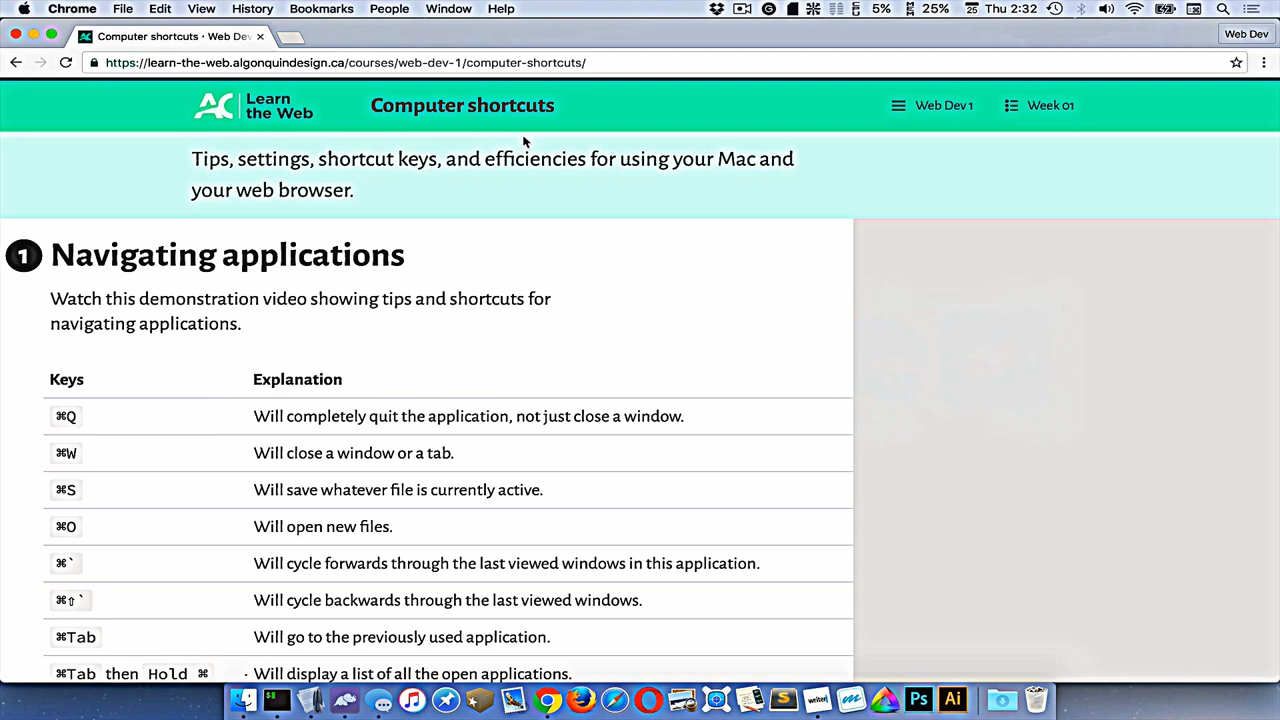 Chrome File Edit View History Bookmarks People Window Help 5% 25% 25 Thu 2:32
Computer shortcuts · Web Dev
Web Dev
https://learn-the-web.algonquindesign.ca/courses/web-dev-1/computer-shortcuts/
AC Learn the Web
Computer shortcuts
Web Dev 1
Week 01
Tips, settings, shortcut keys, and efficiencies for using your Mac and
your web browser.
1 Navigating applications
Watch this demonstration video showing tips and shortcuts for
navigating applications.
Keys Explanation
⌘Q Will completely quit the application, not just close a window.
⌘W Will close a window or a tab.
⌘S Will save whatever file is currently active.
⌘O Will open new files.
⌘` Will cycle forwards through the last viewed windows in this application.
⌘⇧` Will cycle backwards through the last viewed windows.
⌘Tab Will go to the previously used application.
⌘Tab then Hold ⌘ Will display a list of all the open applications.
writer Ps Ai